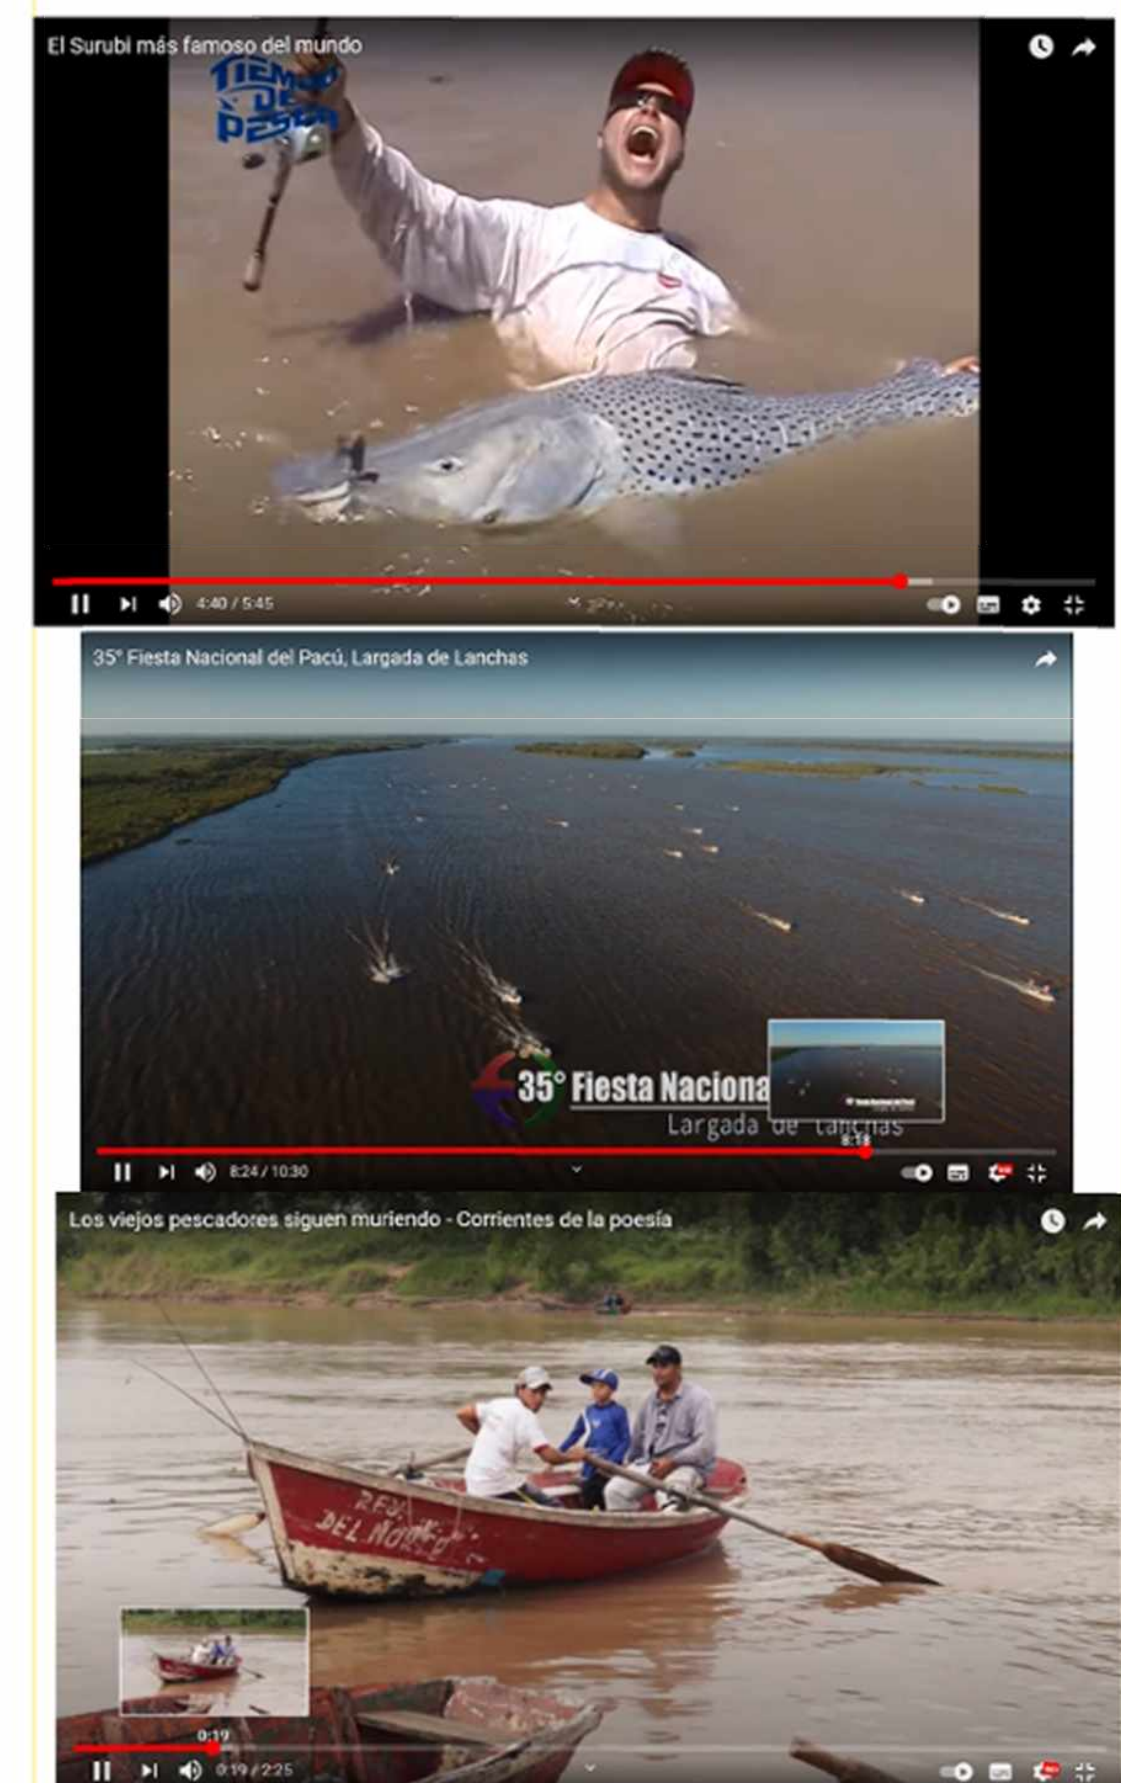 El Surubi más famoso del mundo
TIEMPO
DE
PESCA
4:40 / 5:45
35° Fiesta Nacional del Pacú, Largada de Lanchas
35° Fiesta Naciona
Largada de Lanchas
8:18
8:24 / 10:30
Los viejos pescadores siguen muriendo - Corrientes de la poesía
DEL
0:19
0:19 / 2:25